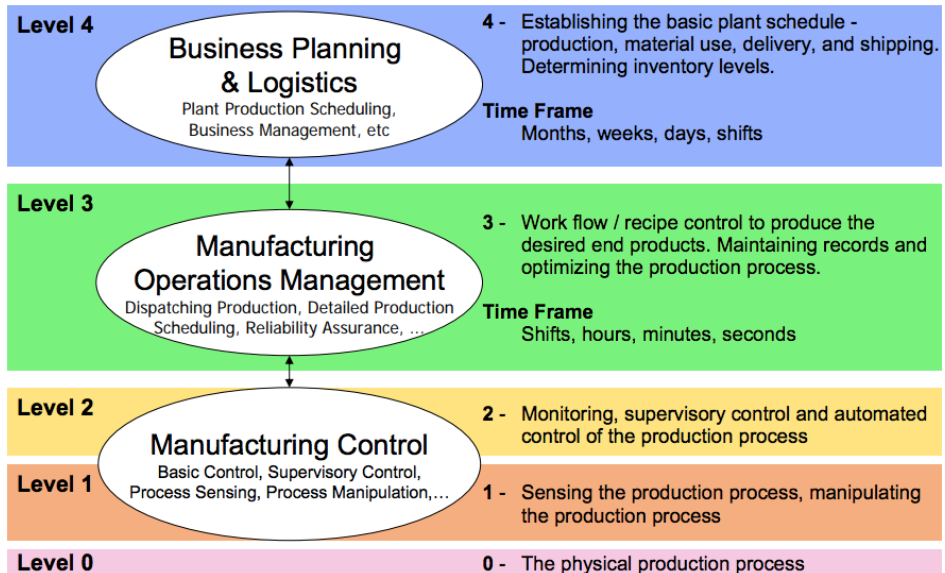 Level 4
Business Planning
& Logistics
Plant Production Scheduling,
Business Management, etc
4 - Establishing the basic plant schedule -
production, material use, delivery, and shipping.
Determining inventory levels.
Time Frame
Months, weeks, days, shifts
Level 3
Manufacturing
Operations Management
Dispatching Production, Detailed Production
Scheduling, Reliability Assurance, ...
3 - Work flow / recipe control to produce the
desired end products. Maintaining records and
optimizing the production process.
Time Frame
Shifts, hours, minutes, seconds
Level 2
Manufacturing Control
Basic Control, Supervisory Control,
Process Sensing, Process Manipulation,...
2 - Monitoring, supervisory control and automated
control of the production process
Level 1
1 - Sensing the production process, manipulating
the production process
Level 0
0 - The physical production process